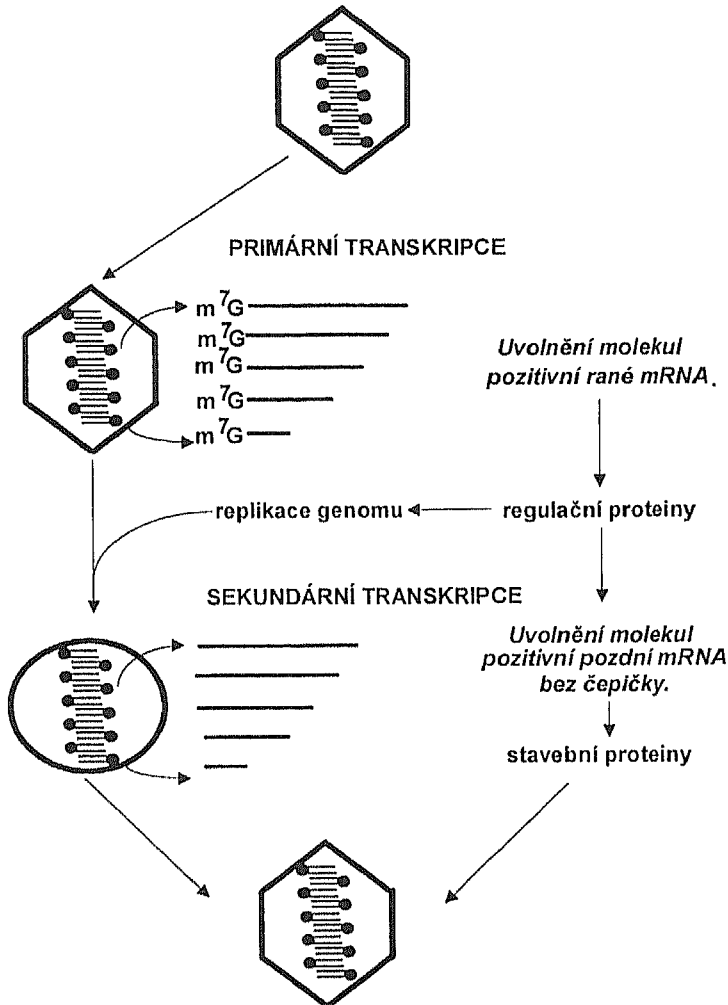 PRIMÁRNÍ TRANSKRIPCE
m⁷G
m⁷G
m⁷G
m⁷G
m⁷G
Uvolnění molekul
pozitivní rané mRNA.
replikace genomu
regulační proteiny
SEKUNDÁRNÍ TRANSKRIPCE
Uvolnění molekul
pozitivní pozdní mRNA
bez čepičky.
stavební proteiny